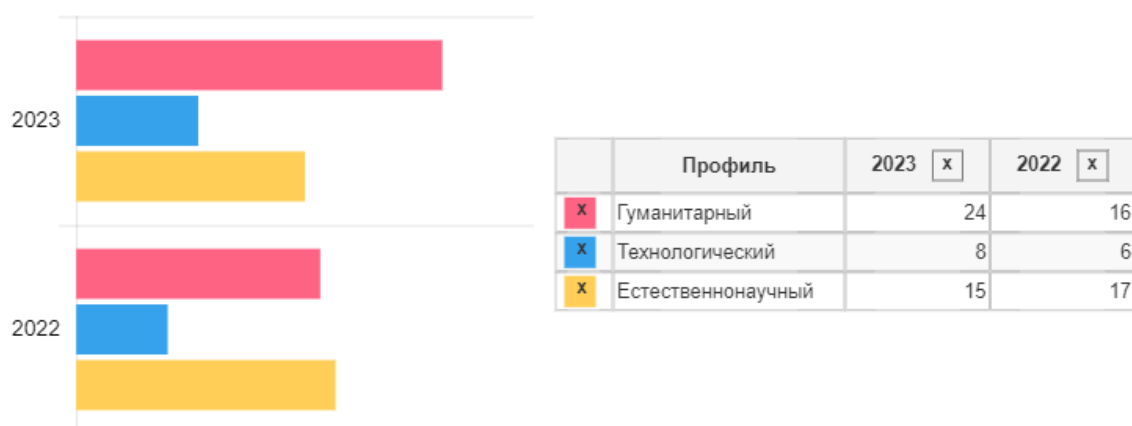 2023
2022
Профиль 2023 x 2022 x
x Гуманитарный 24 16
x Технологический 8 6
x Естественнонаучный 15 17